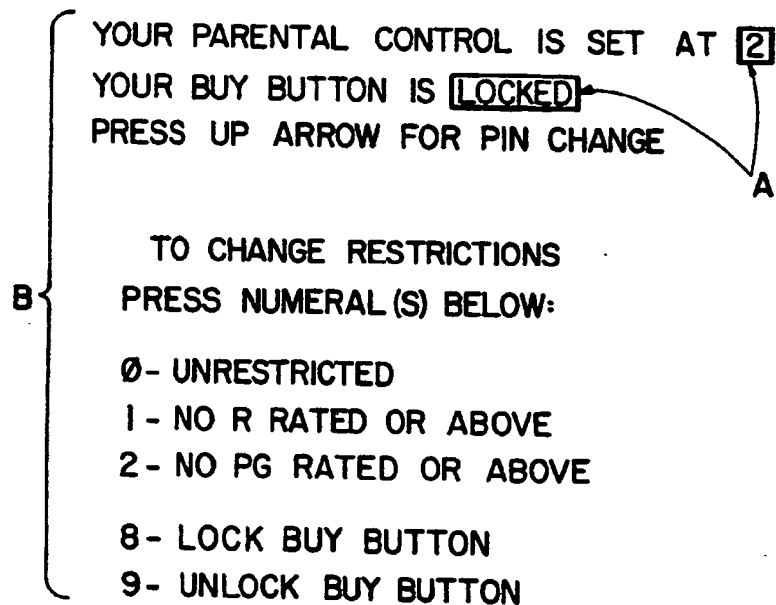 YOUR PARENTAL CONTROL IS SET AT 2
YOUR BUY BUTTON IS LOCKED
PRESS UP ARROW FOR PIN CHANGE
A
TO CHANGE RESTRICTIONS
B
PRESS NUMERAL(S) BELOW:
Ø- UNRESTRICTED
1- NO R RATED OR ABOVE
2- NO PG RATED OR ABOVE
8- LOCK BUY BUTTON
9- UNLOCK BUY BUTTON